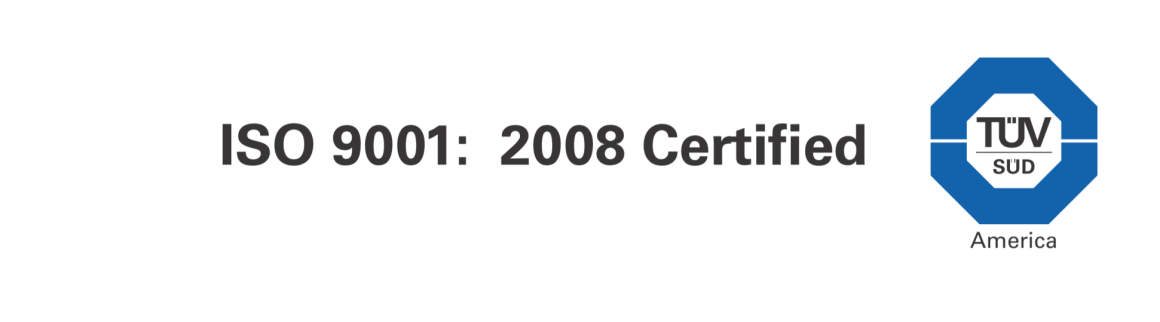 ISO 9001: 2008 Certified
TÜV
SÜD
America